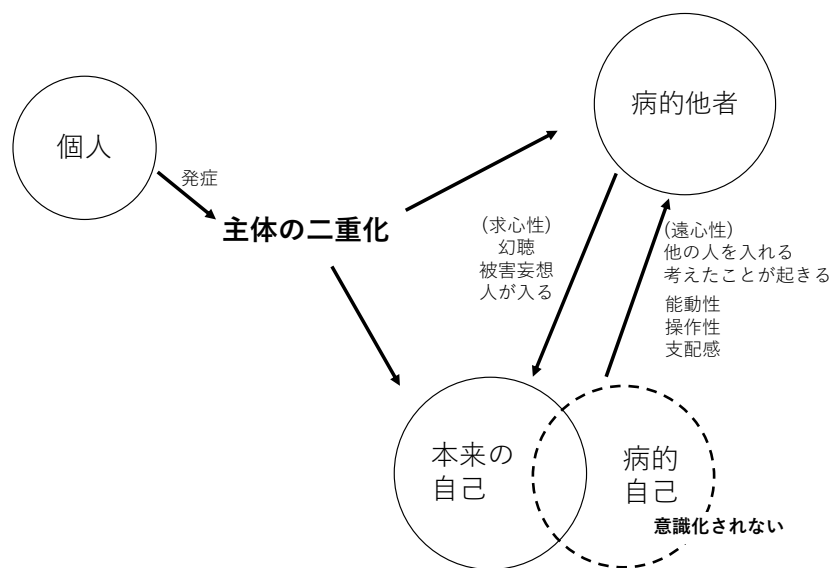 個人
発症
主体の二重化
病的他者
(求心性)
幻聴
被害妄想
人が入る
(遠心性)
他の人を入れる
考えたことが起きる
能動性
操作性
支配感
本来の
自己
病的
自己
意識化されない